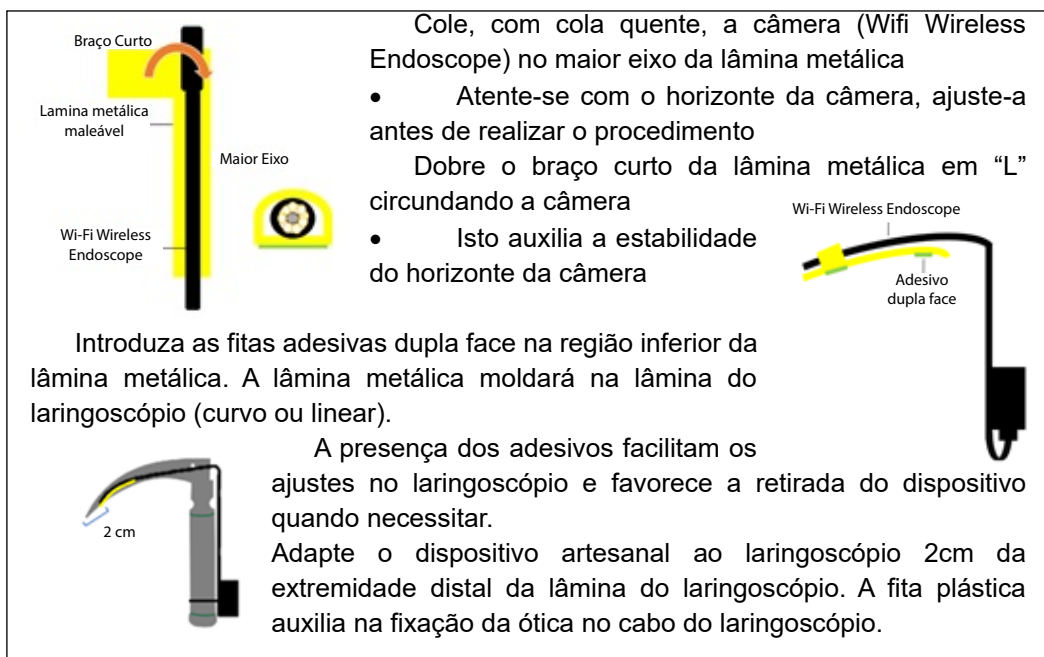 Cole, com cola quente, a câmera (Wifi Wireless
Endoscope) no maior eixo da lâmina metálica
• Atente-se com o horizonte da câmera, ajuste-a
antes de realizar o procedimento
Dobre o braço curto da lâmina metálica em “L”
circundando a câmera
• Isto auxilia a estabilidade
do horizonte da câmera
Braço Curto
Lamina metálica
maleável
Maior Eixo
Wi-Fi Wireless
Endoscope
Wi-Fi Wireless Endoscope
Adesivo
dupla face
Introduza as fitas adesivas dupla face na região inferior da
lâmina metálica. A lâmina metálica moldará na lâmina do
laringoscópio (curvo ou linear).
A presença dos adesivos facilitam os
ajustes no laringoscópio e favorece a retirada do dispositivo
quando necessitar.
Adapte o dispositivo artesanal ao laringoscópio 2cm da
extremidade distal da lâmina do laringoscópio. A fita plástica
auxilia na fixação da ótica no cabo do laringoscópio.
2 cm